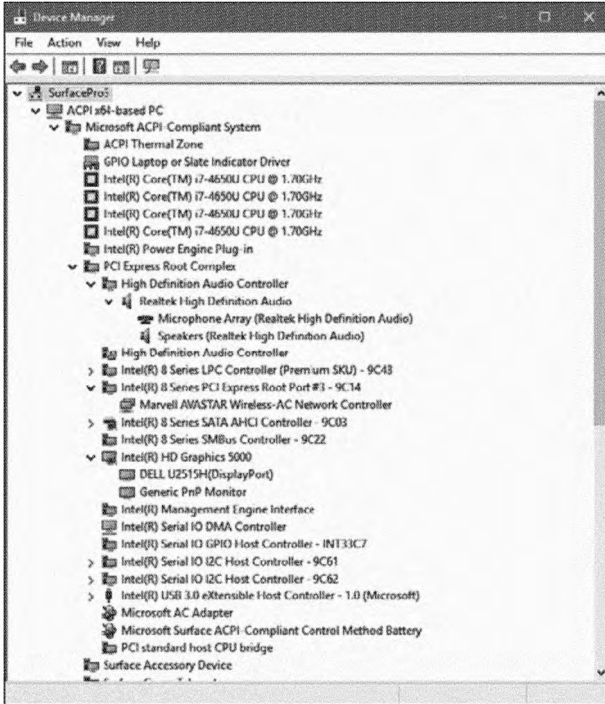 Device Manager
File Action View Help
SurfacePro3
ACPI x64-based PC
Microsoft ACPI-Compliant System
ACPI Thermal Zone
GPIO Laptop or Slate Indicator Driver
Intel(R) Core(TM) i7-4650U CPU @ 1.70GHz
Intel(R) Core(TM) i7-4650U CPU @ 1.70GHz
Intel(R) Core(TM) i7-4650U CPU @ 1.70GHz
Intel(R) Core(TM) i7-4650U CPU @ 1.70GHz
Intel(R) Power Engine Plug-in
PCI Express Root Complex
High Definition Audio Controller
Realtek High Definition Audio
Microphone Array (Realtek High Definition Audio)
Speakers (Realtek High Definition Audio)
High Definition Audio Controller
Intel(R) 8 Series LPC Controller (Premium SKU) - 9C43
Intel(R) 8 Series PCI Express Root Port #3 - 9C14
Marvell AVASTAR Wireless-AC Network Controller
Intel(R) 8 Series SATA AHCI Controller - 9C03
Intel(R) 8 Series SMBus Controller - 9C22
Intel(R) HD Graphics 5000
DELL U2515H(DisplayPort)
Generic PnP Monitor
Intel(R) Management Engine Interface
Intel(R) Serial IO DMA Controller
Intel(R) Serial IO GPIO Host Controller - INT33C7
Intel(R) Serial IO I2C Host Controller - 9C61
Intel(R) Serial IO I2C Host Controller - 9C62
Intel(R) USB 3.0 eXtensible Host Controller - 1.0 (Microsoft)
Microsoft AC Adapter
Microsoft Surface ACPI-Compliant Control Method Battery
PCI standard host CPU bridge
Surface Accessory Device